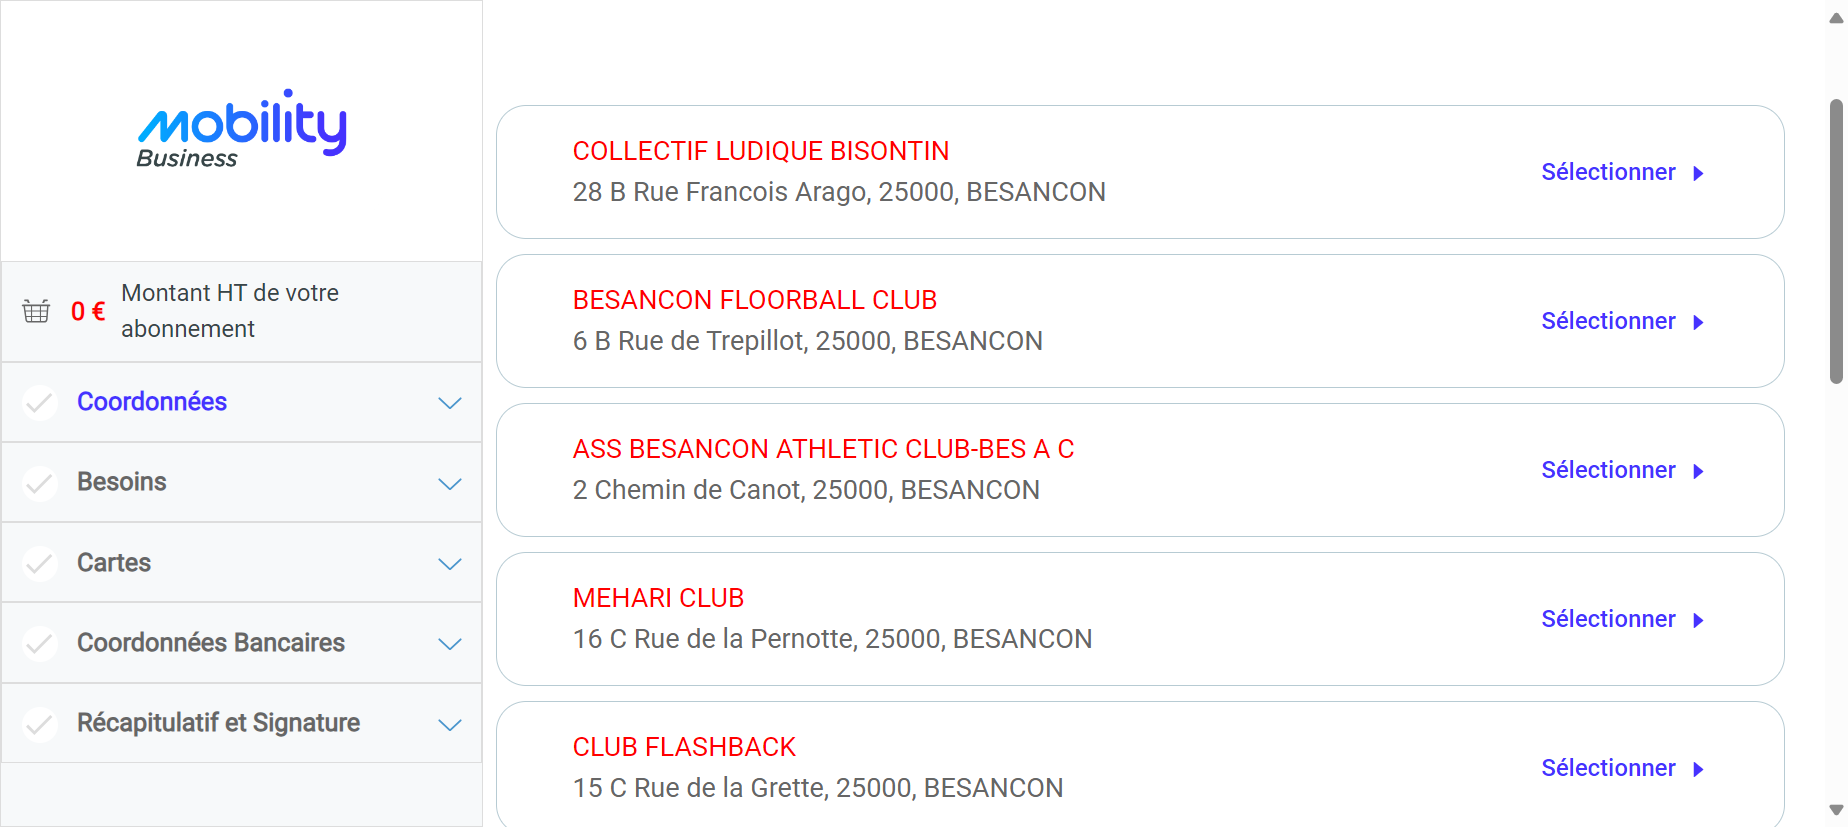 mobility
Business
0 €
Montant HT de votre
abonnement
Coordonnées
Besoins
Cartes
Coordonnées Bancaires
Récapitulatif et Signature
COLLECTIF LUDIQUE BISONTIN
28 B Rue Francois Arago, 25000, BESANCON
Sélectionner
BESANCON FLOORBALL CLUB
6 B Rue de Trepillot, 25000, BESANCON
Sélectionner
ASS BESANCON ATHLETIC CLUB-BES A C
2 Chemin de Canot, 25000, BESANCON
Sélectionner
MEHARI CLUB
16 C Rue de la Pernotte, 25000, BESANCON
Sélectionner
CLUB FLASHBACK
15 C Rue de la Grette, 25000, BESANCON
Sélectionner